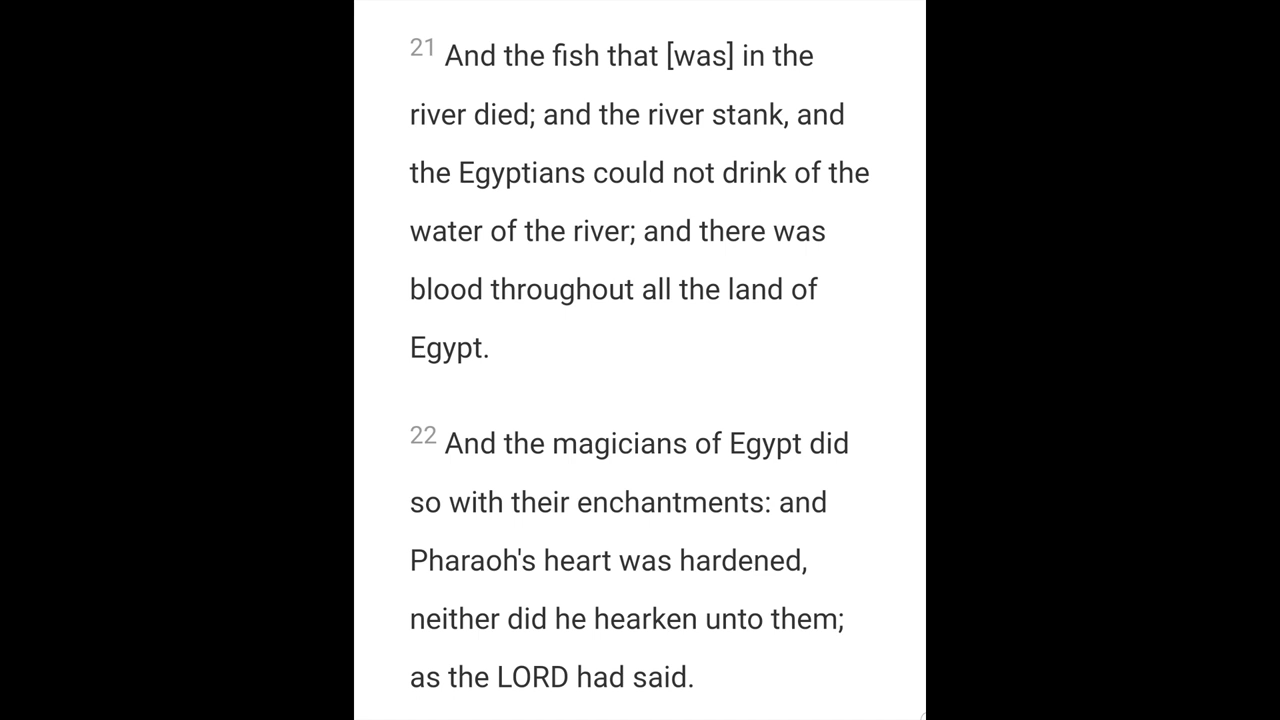 21 And the fish that [was] in the
river died; and the river stank, and
the Egyptians could not drink of the
water of the river; and there was
blood throughout all the land of
Egypt.
22 And the magicians of Egypt did
so with their enchantments: and
Pharaoh's heart was hardened,
neither did he hearken unto them;
as the LORD had said.